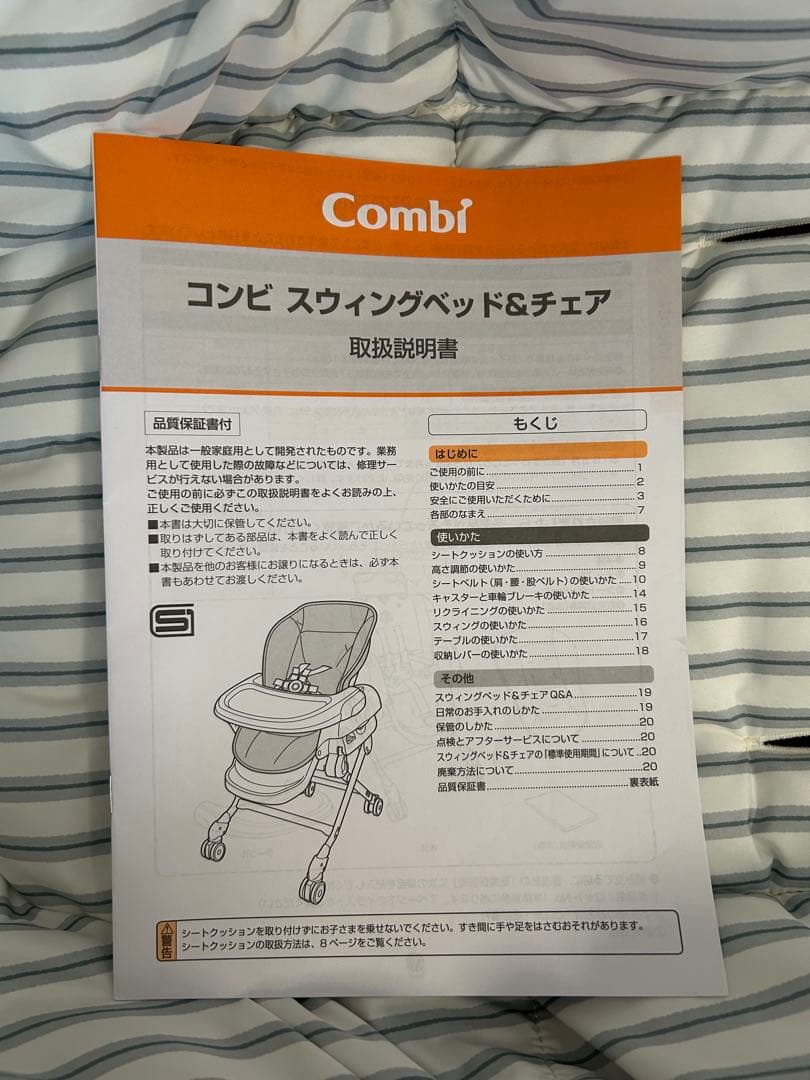 Combi
コンビ スウィングベッド&チェア
取扱説明書
品質保証書付
本製品は一般家庭用として開発されたものです。業務
用として使用した際の故障などについては、修理サー
ビスが行えない場合があります。
ご使用の前に必ずこの取扱説明書をよくお読みの上、
正しくご使用ください。
■本書は大切に保管してください。
■取りはずしてある部品は、本書をよく読んで正しく
取り付けてください。
■本製品を他のお客様にお譲りになるときは、必ず本
書もあわせてお渡しください。
もくじ
はじめに
ご使用の前に 1
使いかたの目安 2
安全にご使用いただくために 3
各部のなまえ 7
使いかた
シートクッションの使い方 8
高さ調節の使いかた 9
シートベルト(肩・腰・股ベルト)の使いかた 10
キャスターと車輪ブレーキの使いかた 14
リクライニングの使いかた 15
スウィングの使いかた 16
テーブルの使いかた 17
収納レバーの使いかた 18
その他
スウィングベッド&チェアQ&A 19
日常のお手入れのしかた 19
保管のしかた 20
点検とアフターサービスについて 20
スウィングベッド&チェアの「標準使用期間」について 20
廃棄方法について 20
品質保証書 裏表紙
警告
シートクッションを取り付けずにお子さまを乗せないでください。すき間に手や足をはさむおそれがあります。
シートクッションの取扱方法は、8ページをご覧ください。